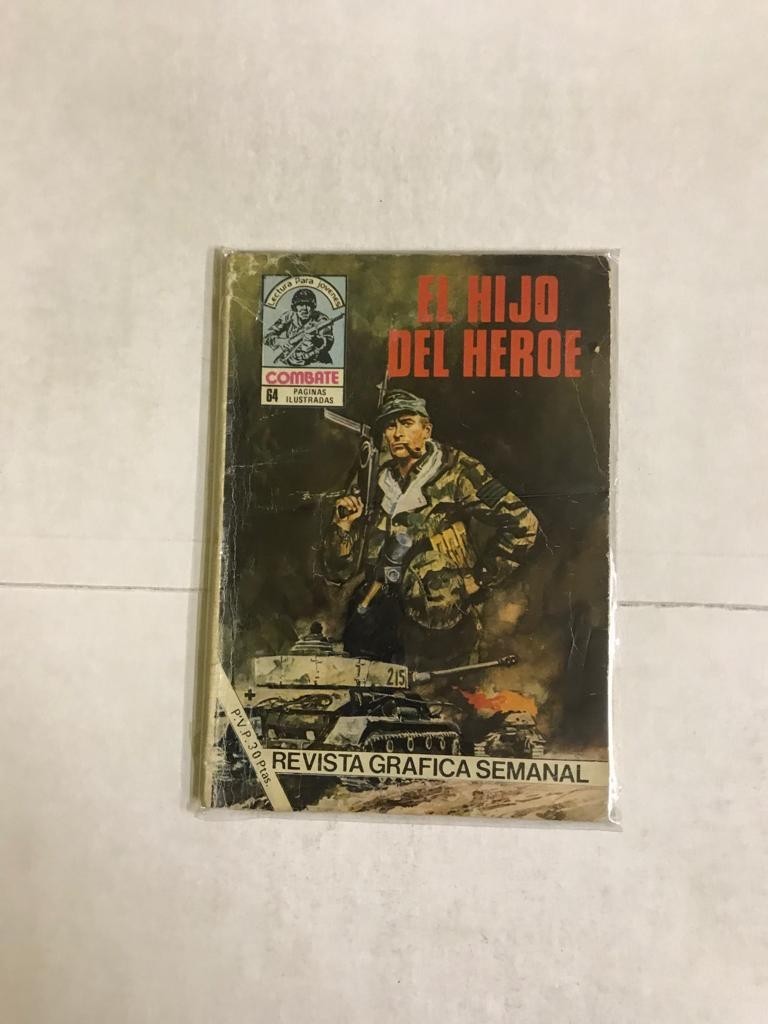 Lectura Para jovenes
COMBATE
64 PAGINAS
ILUSTRADAS
EL HIJO
DEL HEROE
215
P.V.P. 30 Ptas.
REVISTA GRAFICA SEMANAL